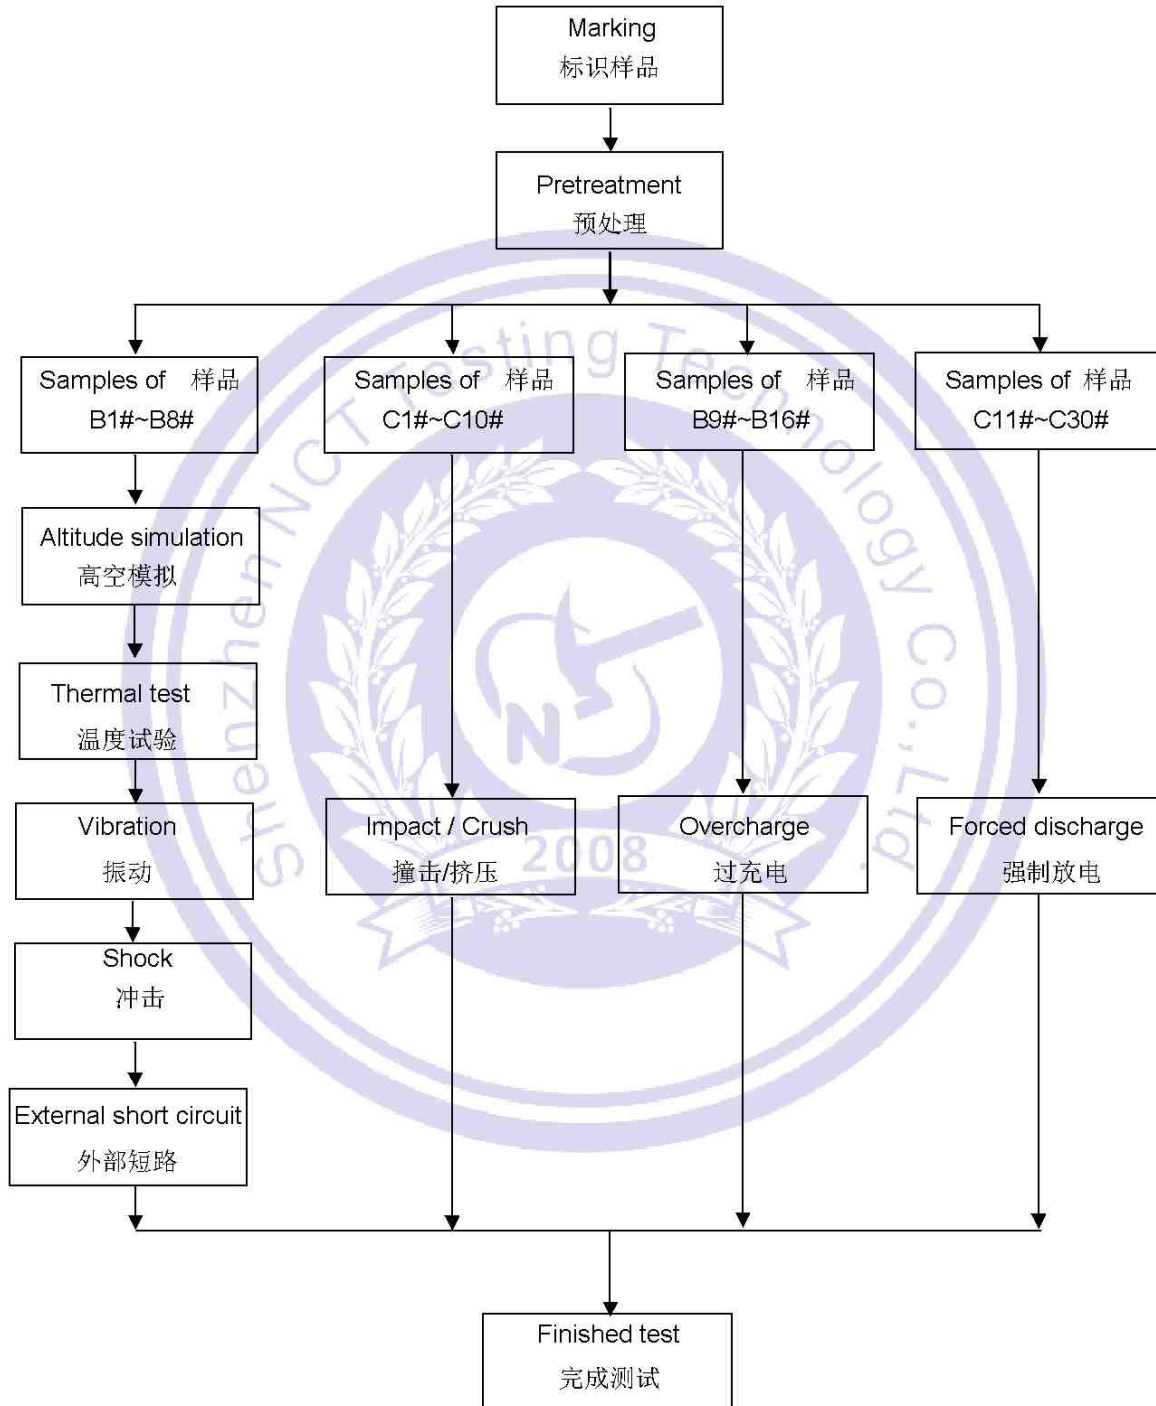 Marking
标识样品
Pretreatment
预处理
Samples of 样品
B1#~B8#
Samples of 样品
C1#~C10#
Samples of 样品
B9#~B16#
Samples of 样品
C11#~C30#
Altitude simulation
高空模拟
Thermal test
温度试验
Vibration
振动
Impact / Crush
撞击/挤压
Overcharge
过充电
Forced discharge
强制放电
Shock
冲击
External short circuit
外部短路
Finished test
完成测试
Shenzhen NCT Testing Technology Co., Ltd.
N
2008